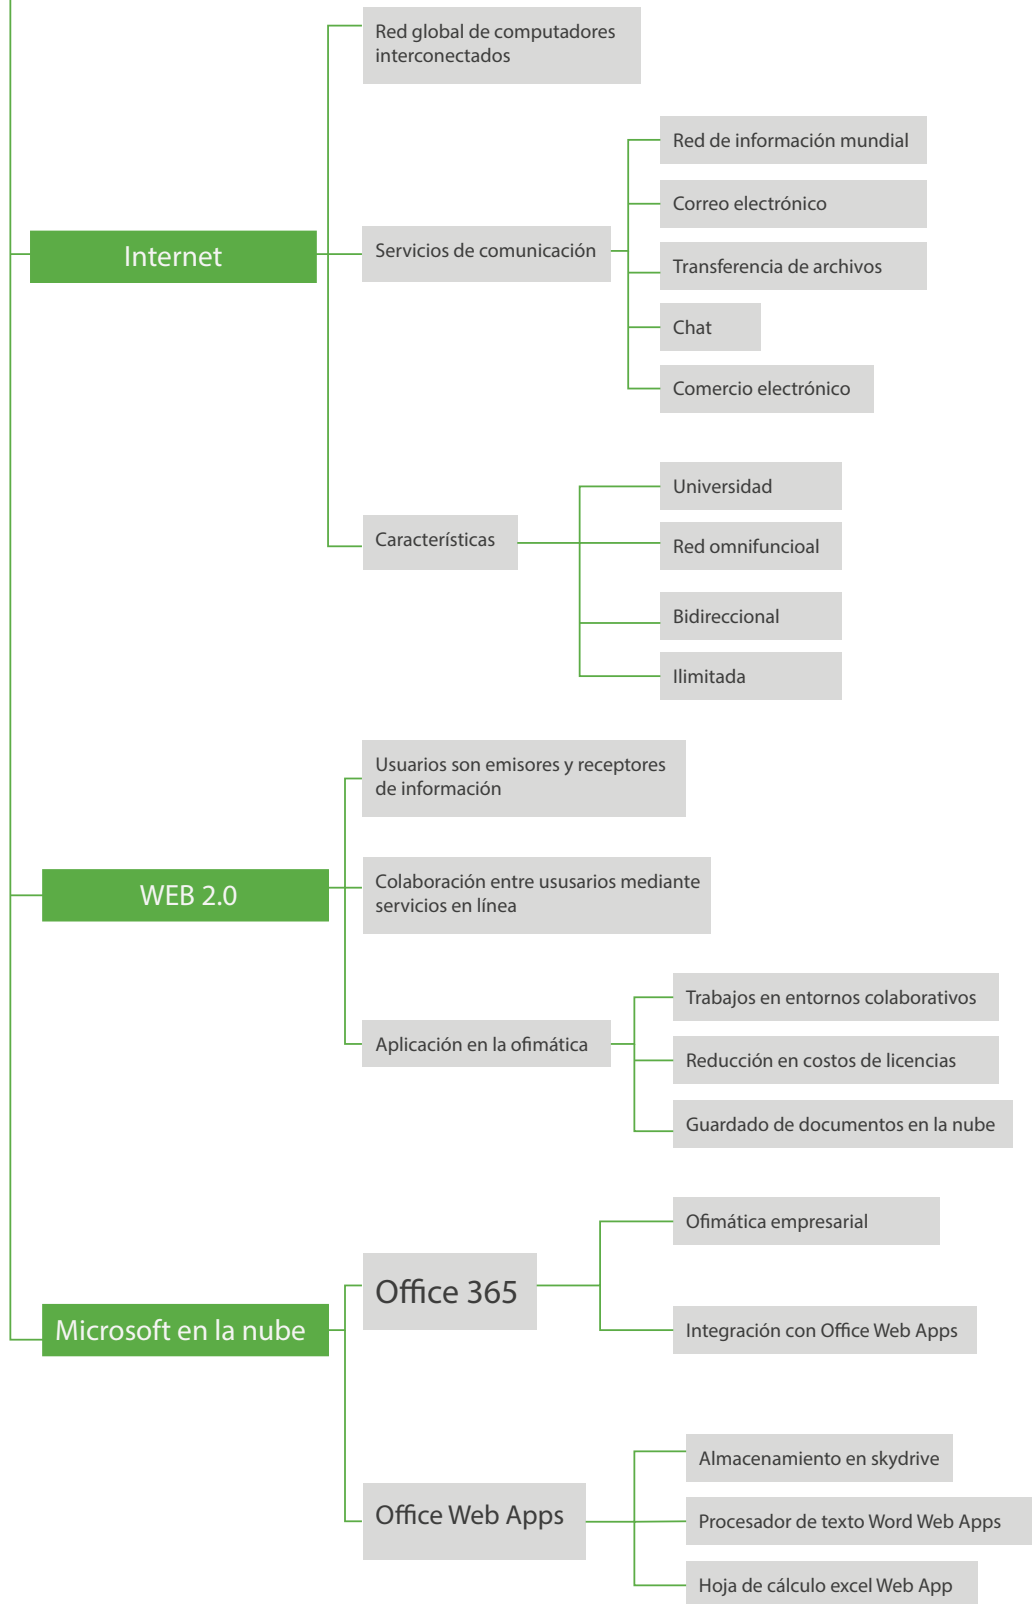 Internet
Red global de computadores
interconectados
Servicios de comunicación
Red de información mundial
Correo electrónico
Transferencia de archivos
Chat
Comercio electrónico
Características
Universidad
Red omnifuncioal
Bidireccional
Ilimitada
WEB 2.0
Usuarios son emisores y receptores
de información
Colaboración entre ususarios mediante
servicios en línea
Aplicación en la ofimática
Trabajos en entornos colaborativos
Reducción en costos de licencias
Guardado de documentos en la nube
Microsoft en la nube
Office 365
Ofimática empresarial
Integración con Office Web Apps
Office Web Apps
Almacenamiento en skydrive
Procesador de texto Word Web Apps
Hoja de cálculo excel Web App